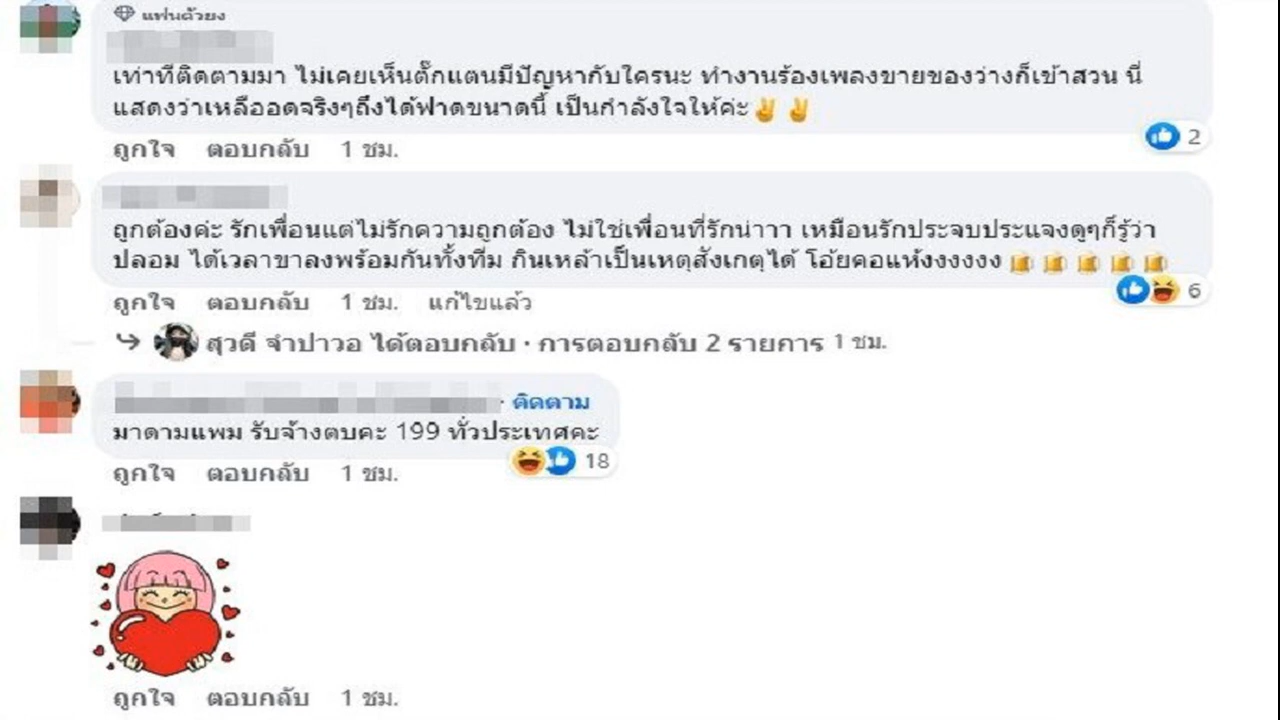 แฟนตัวยง
เท่าที่ติดตามมา ไม่เคยเห็นตั๊กแตนมีปัญหากับใครนะ ทำงานร้องเพลงขายของว่างก็เข้าสวน นี่
แสดงว่าเหลืออดจริงๆถึงได้ฟาดขนาดนี้ เป็นกำลังใจให้ค่ะ✌️ ✌️
2
ถูกใจ ตอบกลับ 1 ชม.
ถูกต้องค่ะ รักเพื่อนแต่ไม่รักความถูกต้อง ไม่ใช่เพื่อนที่รักน่าาา เหมือนรักประจบประแจงดูๆก็รู้ว่า
ปลอม ได้เวลาขาลงพร้อมกันทั้งทีม กินเหล้าเป็นเหตุสังเกตุได้ โอ้ยคอแห้งงงงงง 🍺 🍺 🍺 🍺 🍺
6
ถูกใจ ตอบกลับ 1 ชม. แก้ไขแล้ว
สุวดี จำปาวอ ได้ตอบกลับ · การตอบกลับ 2 รายการ 1 ชม.
· ติดตาม
มาดามแพม รับจ้างตบคะ 199 ทั่วประเทศคะ
18
ถูกใจ ตอบกลับ 1 ชม.
ถูกใจ ตอบกลับ 1 ชม.